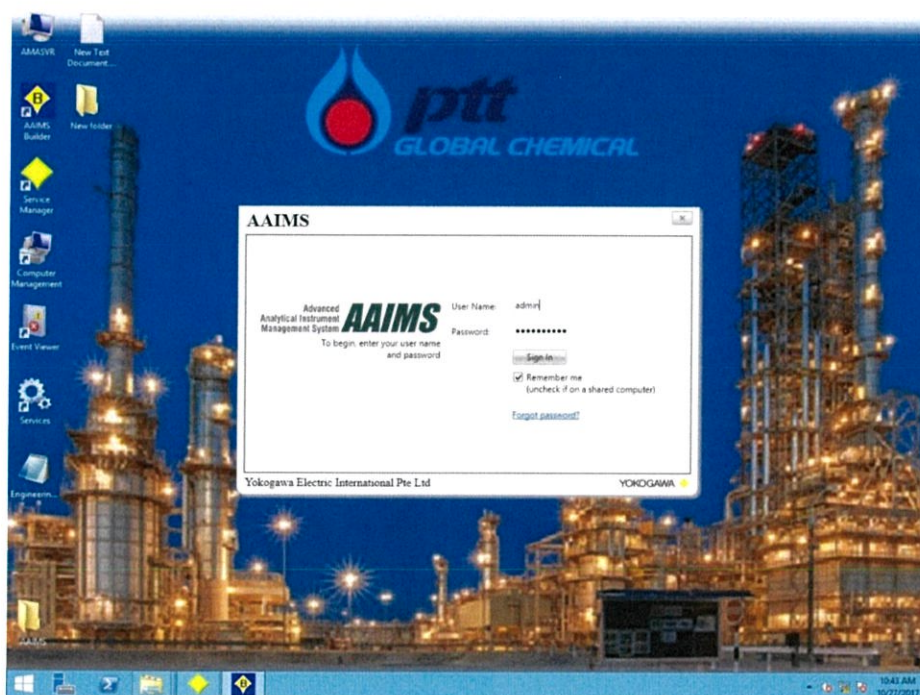 AMASVR
New Text
Document...
AAIMS
Builder
New folder
Service
Manager
Computer
Management
Event Viewer
Services
Engineerin...
AAIMS
ptt
GLOBAL CHEMICAL
AAIMS
Advanced
Analytical Instrument
Management System
AAIMS
To begin, enter your user name
and password
User Name:
admin
Password:
Sign In
Remember me
(uncheck if on a shared computer)
Forgot password?
Yokogawa Electric International Pte Ltd
YOKOGAWA
10:43 AM